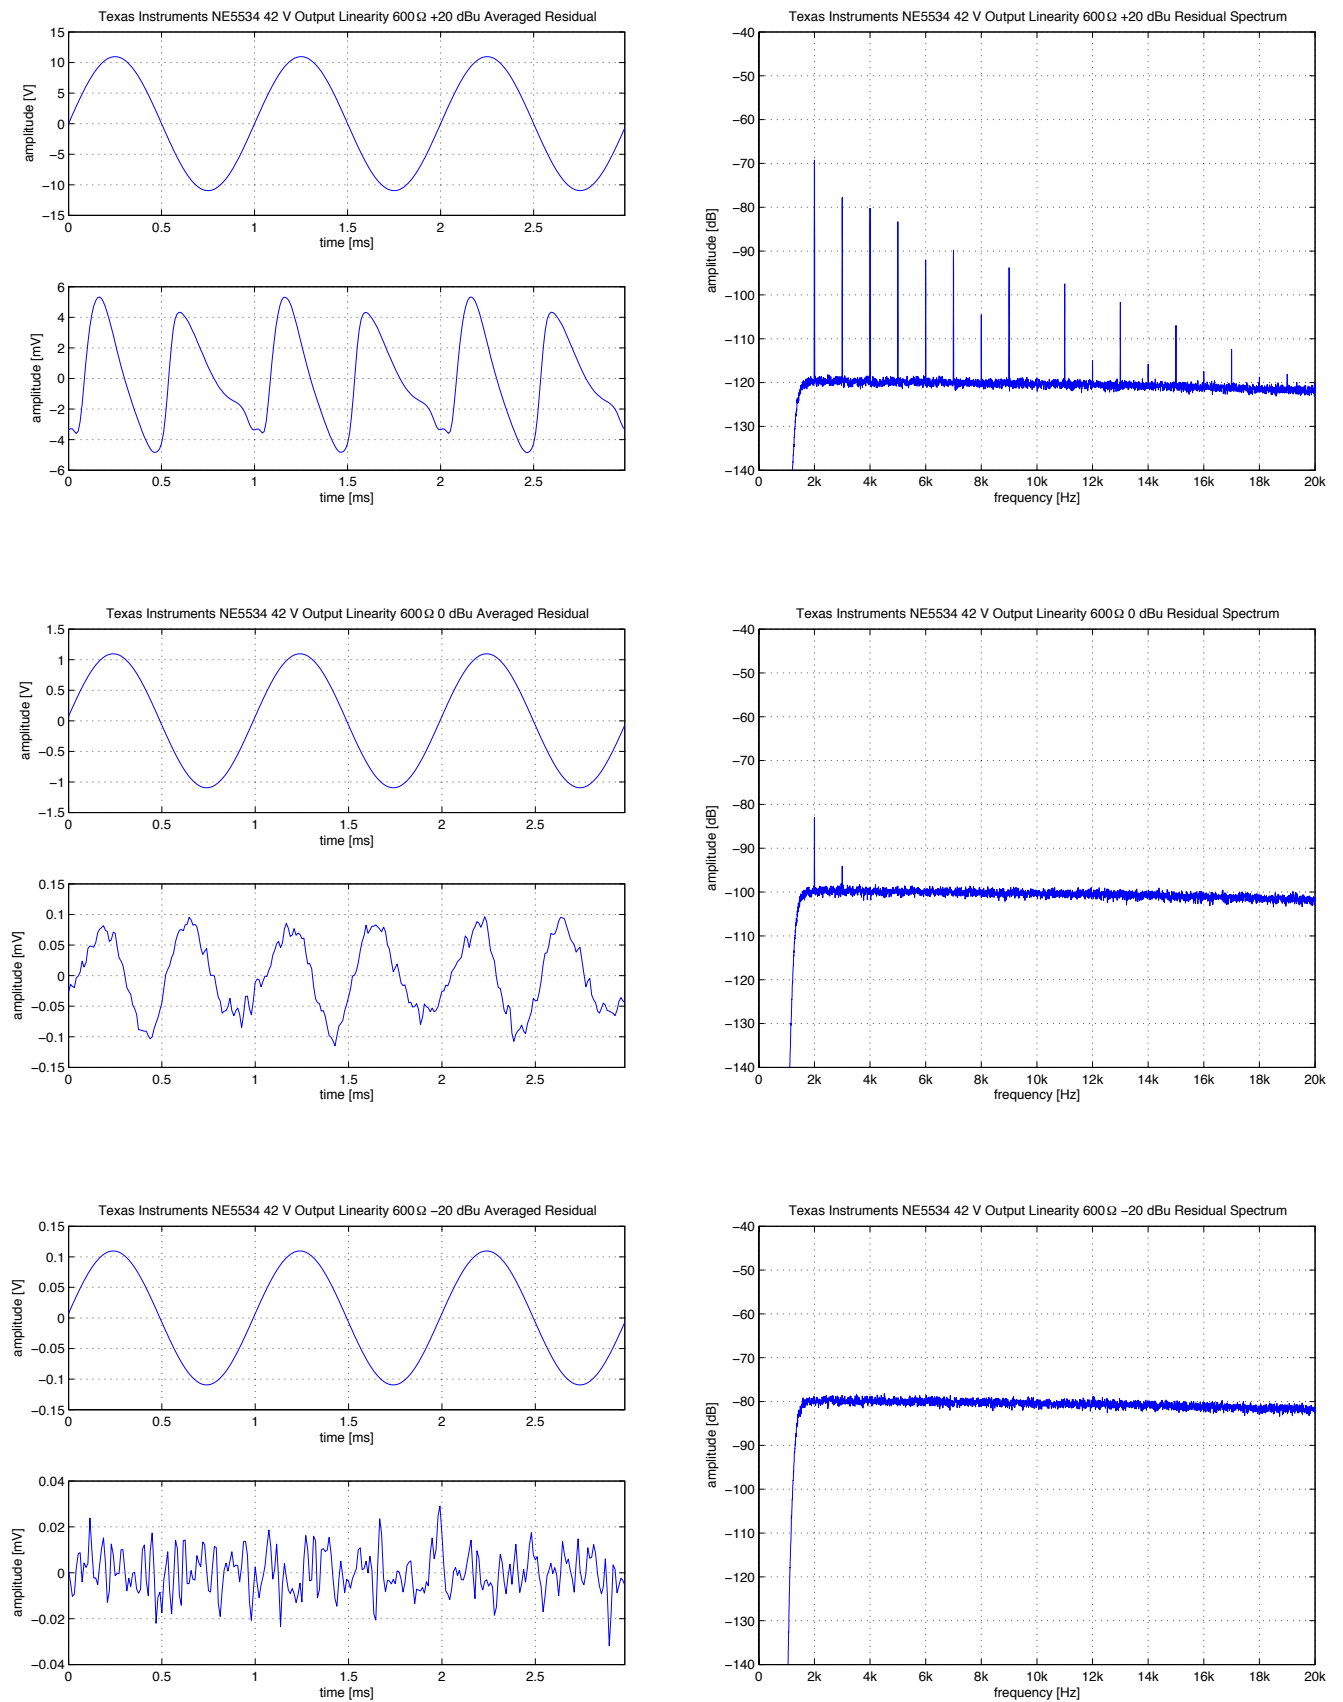 Texas Instruments NE5534 42 V Output Linearity 600Ω +20 dBu Averaged Residual
15
10
5
0
−5
−10
−15
amplitude [V]
0 0.5 1 1.5 2 2.5
time [ms]
6
4
2
0
−2
−4
−6
amplitude [mV]
0 0.5 1 1.5 2 2.5
time [ms]
Texas Instruments NE5534 42 V Output Linearity 600Ω +20 dBu Residual Spectrum
−40
−50
−60
−70
−80
−90
−100
−110
−120
−130
−140
amplitude [dB]
0 2k 4k 6k 8k 10k 12k 14k 16k 18k 20k
frequency [Hz]
Texas Instruments NE5534 42 V Output Linearity 600Ω 0 dBu Averaged Residual
1.5
1
0.5
0
−0.5
−1
−1.5
amplitude [V]
0 0.5 1 1.5 2 2.5
time [ms]
0.15
0.1
0.05
0
−0.05
−0.1
−0.15
amplitude [mV]
0 0.5 1 1.5 2 2.5
time [ms]
Texas Instruments NE5534 42 V Output Linearity 600Ω 0 dBu Residual Spectrum
−40
−50
−60
−70
−80
−90
−100
−110
−120
−130
−140
amplitude [dB]
0 2k 4k 6k 8k 10k 12k 14k 16k 18k 20k
frequency [Hz]
Texas Instruments NE5534 42 V Output Linearity 600Ω −20 dBu Averaged Residual
0.15
0.1
0.05
0
−0.05
−0.1
−0.15
amplitude [V]
0 0.5 1 1.5 2 2.5
time [ms]
0.04
0.02
0
−0.02
−0.04
amplitude [mV]
0 0.5 1 1.5 2 2.5
time [ms]
Texas Instruments NE5534 42 V Output Linearity 600Ω −20 dBu Residual Spectrum
−40
−50
−60
−70
−80
−90
−100
−110
−120
−130
−140
amplitude [dB]
0 2k 4k 6k 8k 10k 12k 14k 16k 18k 20k
frequency [Hz]